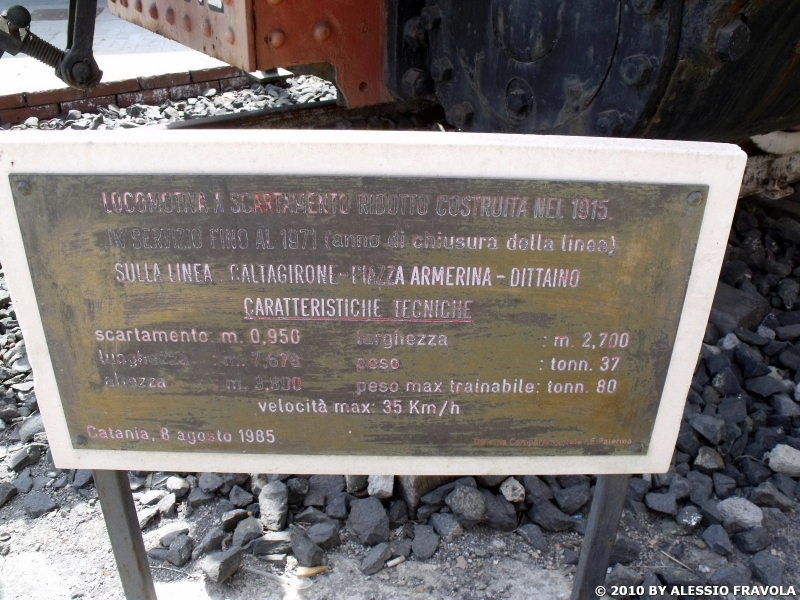 LOCOMOTIVA A SCARTAMENTO RIDOTTO COSTRUITA NEL 1915.
IN SERVIZIO FINO AL 1971 (anno di chiusura della linea)
SULLA LINEA CALTAGIRONE - PIAZZA ARMERINA - DITTAINO
CARATTERISTICHE TECNICHE
scartamento m. 0,950 larghezza : m. 2,700
lunghezza : m. peso : tonn. 37
altezza : m. peso max trainabile: tonn. 80
velocità max: 35 Km/h
Catania, 8 agosto 1985 Palermo
© 2010 BY ALESSIO FRAVOLA